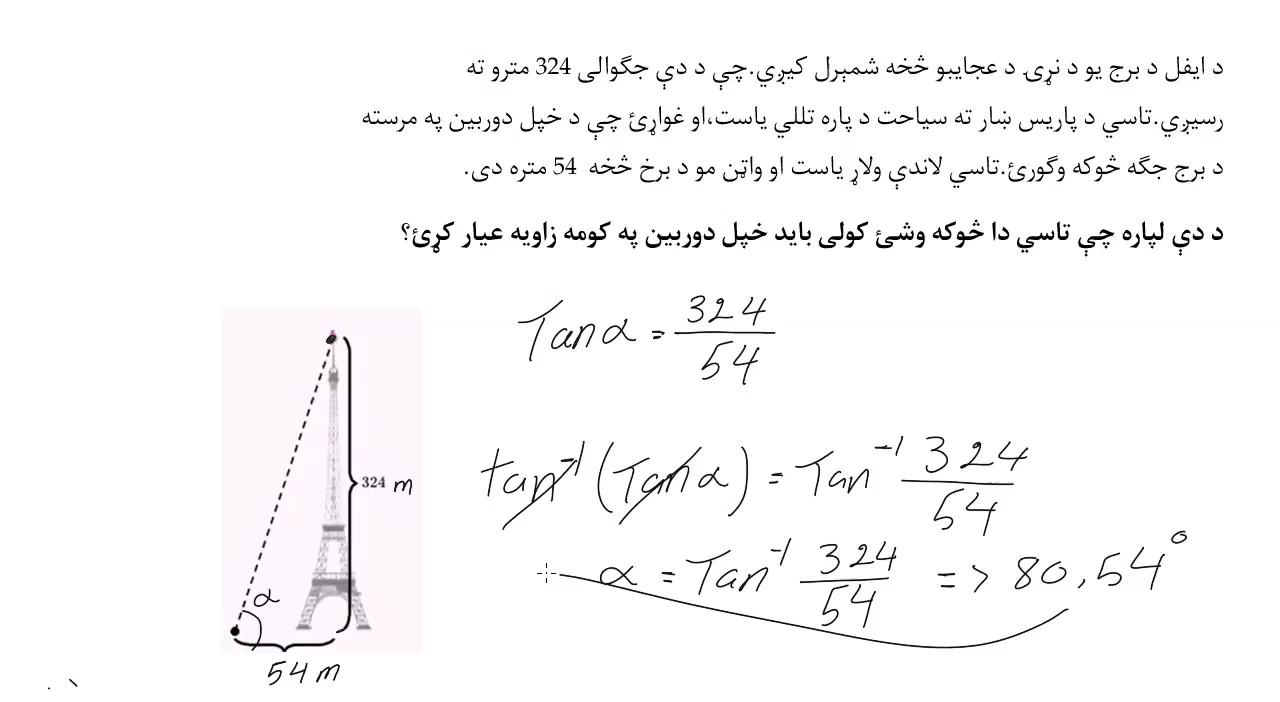 د ایفل د برج یو د نړۍ د عجایبو څخه شمېرل کیږي.چې د دې جګوالی 324 مترو ته
رسیږي.تاسي د پاریس ښار ته سیاحت د پاره تللي یاست،او غواړئ چې د خپل دوربین په مرسته
د برج جګه څوکه وګورئ.تاسي لاندې ولاړ یاست او واټن مو د برخ څخه 54 متره دی.
د دې لپاره چې تاسي دا څوکه وشئ کولی باید خپل دوربین په کومه زاویه عیار کړئ؟
Tanα = 324/54
tan⁻¹(Tanα) = Tan⁻¹ 324/54
α = Tan⁻¹ 324/54 => 80,54°
324 m
α
54 m